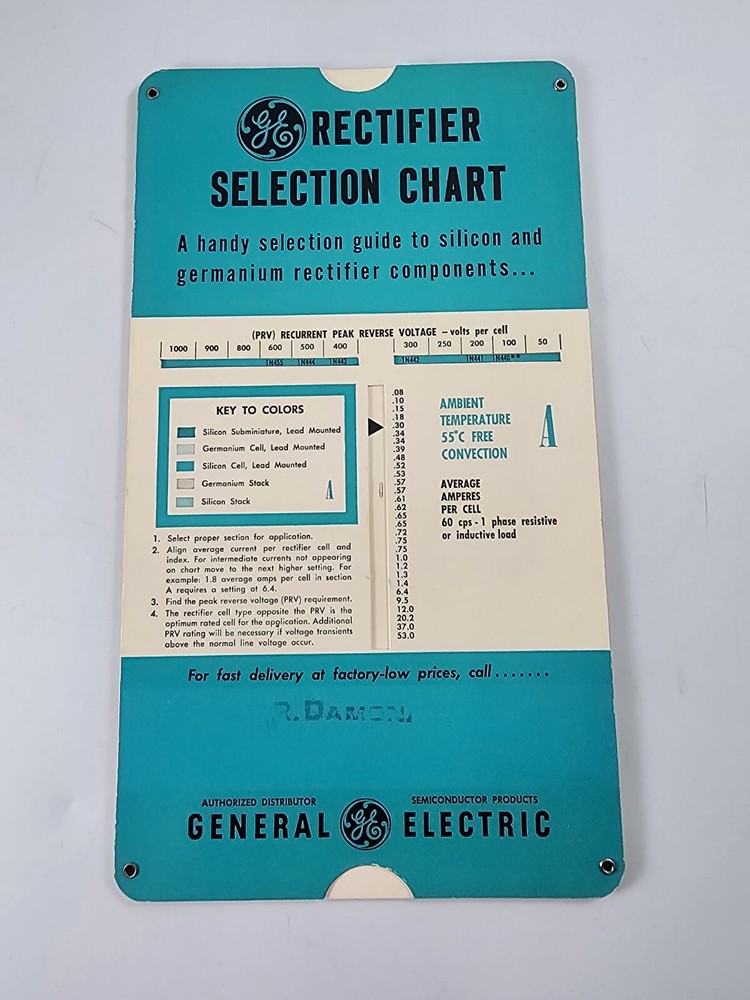 GE RECTIFIER
SELECTION CHART
A handy selection guide to silicon and
germanium rectifier components...
(PRV) RECURRENT PEAK REVERSE VOLTAGE – volts per cell
1000 900 800 600 500 400 300 250 200 100 50
1N444 1N443 1N442 1N441 1N440
KEY TO COLORS
Silicon Subminiature, Lead Mounted
Germanium Cell, Lead Mounted
Silicon Cell, Lead Mounted
Germanium Stack
Silicon Stack
A
1. Select proper section for application.
2. Align average current per rectifier cell and
index. For intermediate currents not appearing
on chart move to the next higher setting. For
example: 1.8 average amps per cell in section
A requires a setting at 6.4.
3. Find the peak reverse voltage (PRV) requirement.
4. The rectifier cell type opposite the PRV is the
optimum rated cell for the application. Additional
PRV rating will be necessary if voltage transients
above the normal line voltage occur.
.08
.10
.15
.18
.30
.34
.34
.39
.48
.52
.53
.57
.57
.61
.62
.65
.65
.72
.75
.75
1.0
1.2
1.3
1.4
6.4
9.5
12.0
20.2
37.0
53.0
AMBIENT
TEMPERATURE
55°C FREE
CONVECTION
A
AVERAGE
AMPERES
PER CELL
60 cps - 1 phase resistive
or inductive load
For fast delivery at factory-low prices, call.......
R. DAMON
AUTHORIZED DISTRIBUTOR SEMICONDUCTOR PRODUCTS
GENERAL GE ELECTRIC